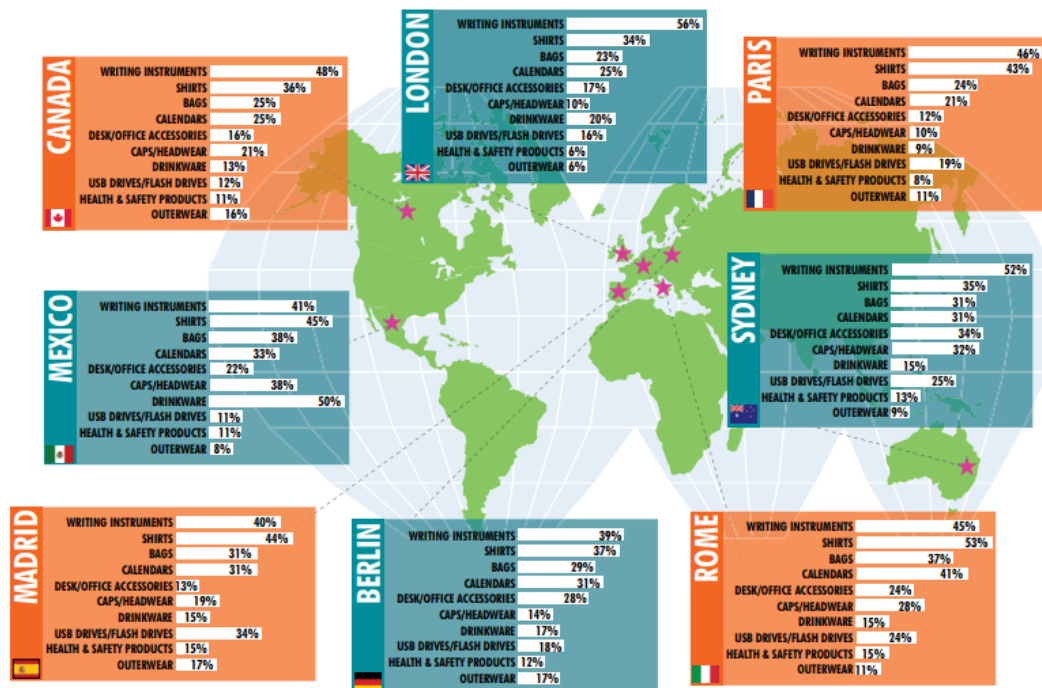 CANADA
WRITING INSTRUMENTS 48%
SHIRTS 36%
BAGS 25%
CALENDARS 25%
DESK/OFFICE ACCESSORIES 16%
CAPS/HEADWEAR 21%
DRINKWARE 13%
USB DRIVES/FLASH DRIVES 12%
HEALTH & SAFETY PRODUCTS 11%
OUTERWEAR 16%
LONDON
WRITING INSTRUMENTS 56%
SHIRTS 34%
BAGS 23%
CALENDARS 25%
DESK/OFFICE ACCESSORIES 17%
CAPS/HEADWEAR 10%
DRINKWARE 20%
USB DRIVES/FLASH DRIVES 16%
HEALTH & SAFETY PRODUCTS 6%
OUTERWEAR 6%
PARIS
WRITING INSTRUMENTS 46%
SHIRTS 43%
BAGS 24%
CALENDARS 21%
DESK/OFFICE ACCESSORIES 12%
CAPS/HEADWEAR 10%
DRINKWARE 9%
USB DRIVES/FLASH DRIVES 19%
HEALTH & SAFETY PRODUCTS 8%
OUTERWEAR 11%
MEXICO
WRITING INSTRUMENTS 41%
SHIRTS 45%
BAGS 38%
CALENDARS 33%
DESK/OFFICE ACCESSORIES 22%
CAPS/HEADWEAR 38%
DRINKWARE 50%
USB DRIVES/FLASH DRIVES 11%
HEALTH & SAFETY PRODUCTS 11%
OUTERWEAR 8%
SYDNEY
WRITING INSTRUMENTS 52%
SHIRTS 35%
BAGS 31%
CALENDARS 31%
DESK/OFFICE ACCESSORIES 34%
CAPS/HEADWEAR 32%
DRINKWARE 15%
USB DRIVES/FLASH DRIVES 25%
HEALTH & SAFETY PRODUCTS 13%
OUTERWEAR 9%
MADRID
WRITING INSTRUMENTS 40%
SHIRTS 44%
BAGS 31%
CALENDARS 31%
DESK/OFFICE ACCESSORIES 13%
CAPS/HEADWEAR 19%
DRINKWARE 15%
USB DRIVES/FLASH DRIVES 34%
HEALTH & SAFETY PRODUCTS 15%
OUTERWEAR 17%
BERLIN
WRITING INSTRUMENTS 39%
SHIRTS 37%
BAGS 29%
CALENDARS 31%
DESK/OFFICE ACCESSORIES 28%
CAPS/HEADWEAR 14%
DRINKWARE 17%
USB DRIVES/FLASH DRIVES 18%
HEALTH & SAFETY PRODUCTS 12%
OUTERWEAR 17%
ROME
WRITING INSTRUMENTS 45%
SHIRTS 53%
BAGS 37%
CALENDARS 41%
DESK/OFFICE ACCESSORIES 24%
CAPS/HEADWEAR 28%
DRINKWARE 15%
USB DRIVES/FLASH DRIVES 24%
HEALTH & SAFETY PRODUCTS 15%
OUTERWEAR 11%